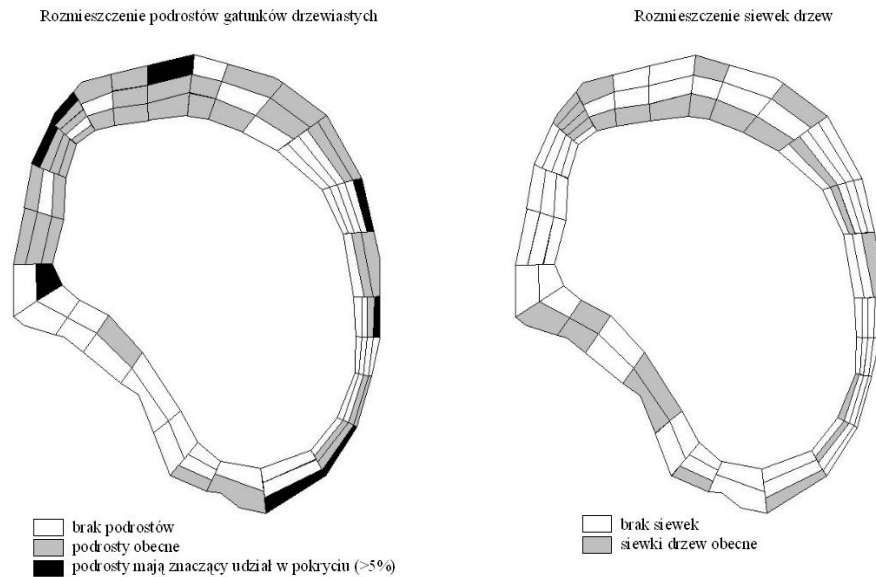 Rozmieszczenie podrostów gatunków drzewiastych
Rozmieszczenie siewek drzew
brak podrostów
podrosty obecne
podrosty mają znaczący udział w pokryciu (>5%)
brak siewek
siewki drzew obecne